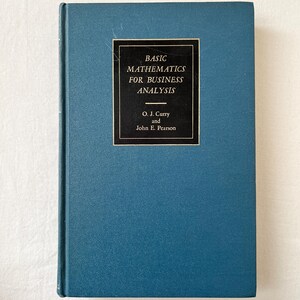 BASIC
MATHEMATICS
FOR BUSINESS
ANALYSIS
O. J. Curry
and
John E. Pearson